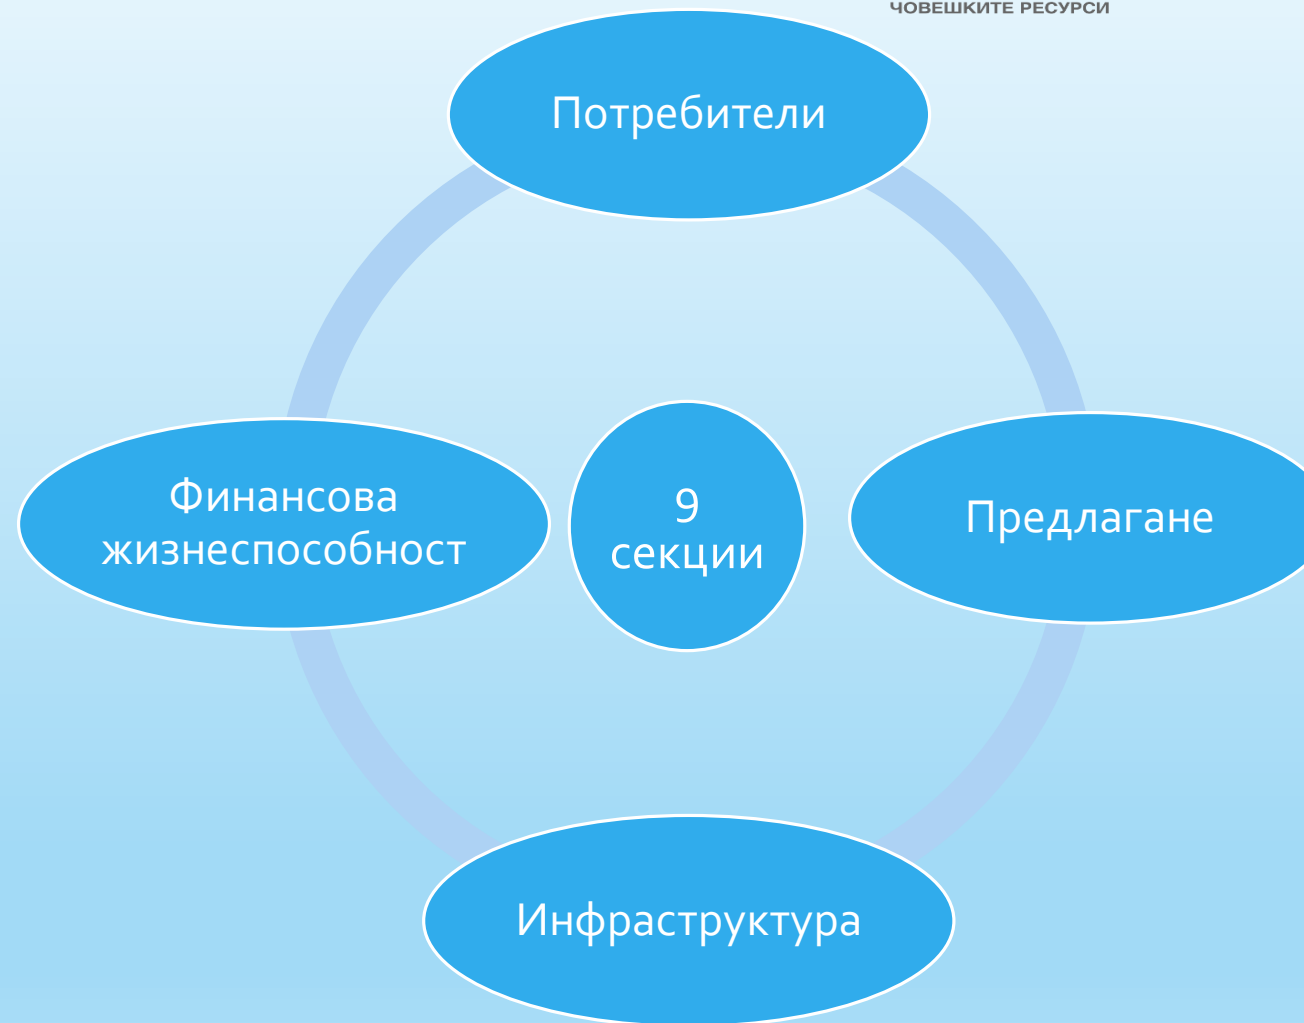 ЧОВЕШКИТЕ РЕСУРСИ
Потребители
Финансова
жизнеспособност
9
секции
Предлагане
Инфраструктура